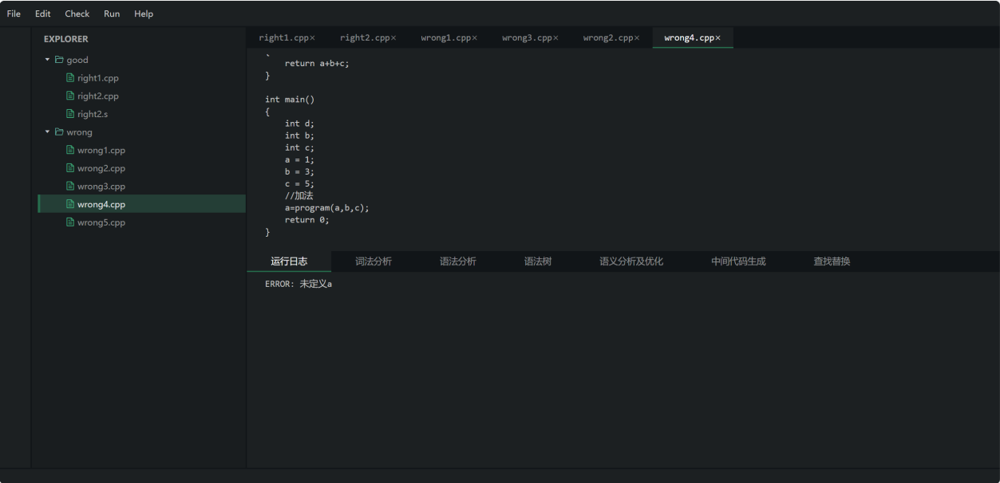 File Edit Check Run Help
EXPLORER
good
right1.cpp
right2.cpp
right2.s
wrong
wrong1.cpp
wrong2.cpp
wrong3.cpp
wrong4.cpp
wrong5.cpp
right1.cpp× right2.cpp× wrong1.cpp× wrong3.cpp× wrong2.cpp× wrong4.cpp×
return a+b+c;
}
int main()
{
int d;
int b;
int c;
a = 1;
b = 3;
c = 5;
//加法
a=program(a,b,c);
return 0;
}
运行日志 词法分析 语法分析 语法树 语义分析及优化 中间代码生成 查找替换
ERROR: 未定义a